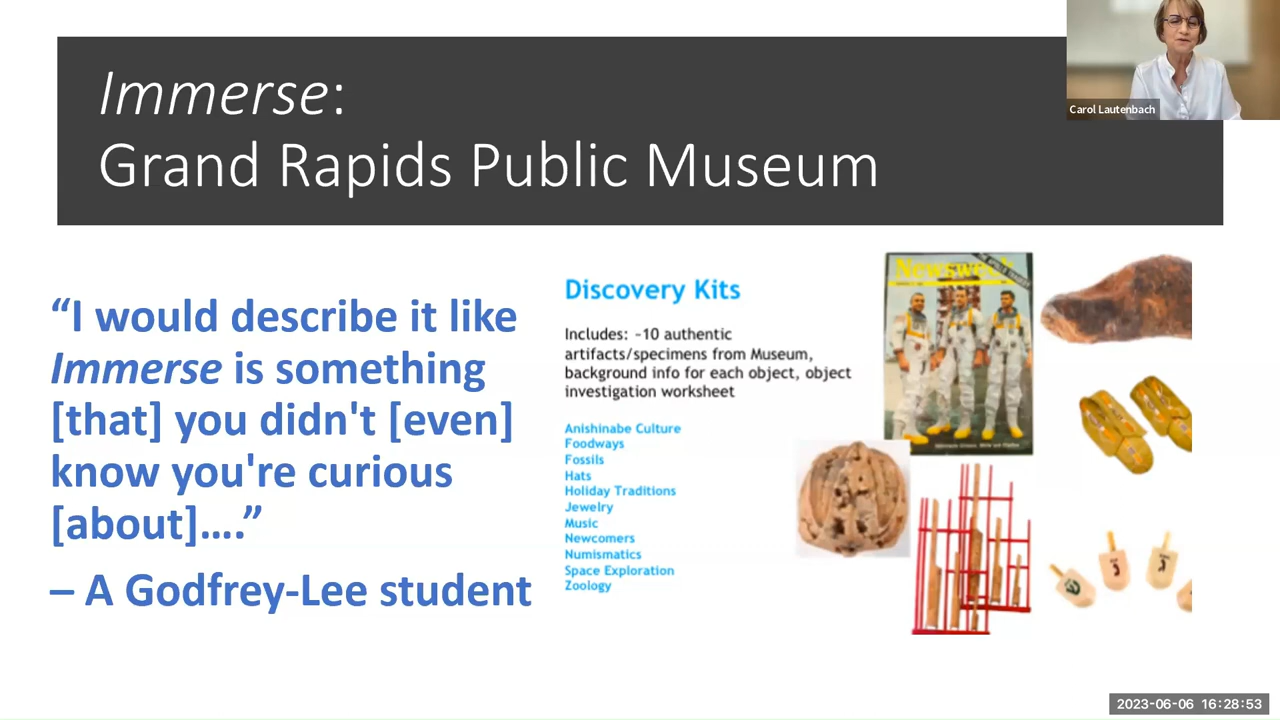 Immerse:
Grand Rapids Public Museum
Carol Lautenbach
“I would describe it like
Immerse is something
[that] you didn't [even]
know you're curious
[about]….”
– A Godfrey-Lee student
Discovery Kits
Includes: ~10 authentic
artifacts/specimens from Museum,
background info for each object, object
investigation worksheet
Anishinabe Culture
Foodways
Fossils
Hats
Holiday Traditions
Jewelry
Music
Newcomers
Numismatics
Space Exploration
Zoology
Newsweek
2023-06-06 16:28:53